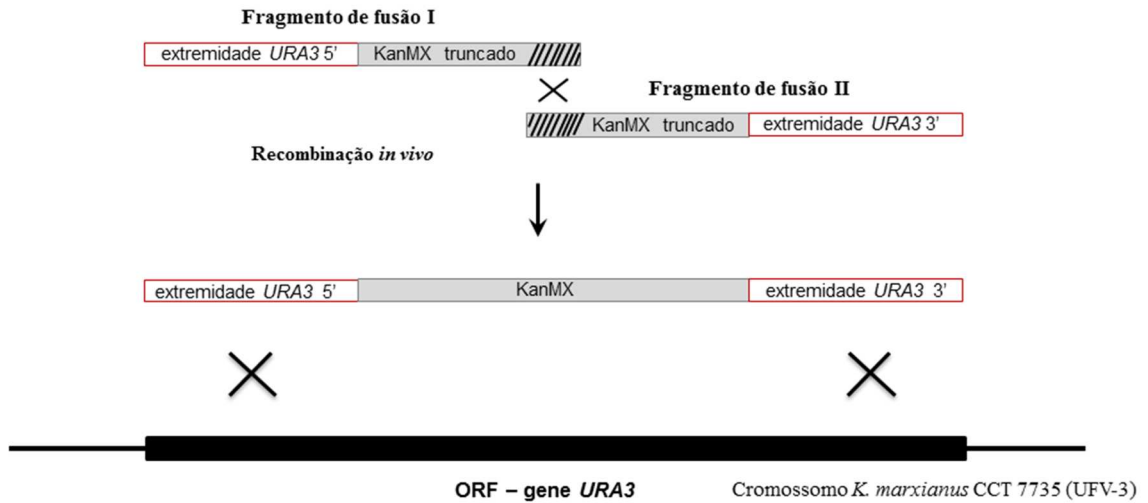 Fragmento de fusão I
extremidade URA3 5’ KanMX truncado
Fragmento de fusão II
KanMX truncado extremidade URA3 3’
Recombinação in vivo
extremidade URA3 5’ KanMX extremidade URA3 3’
ORF – gene URA3 Cromossomo K. marxianus CCT 7735 (UFV-3)